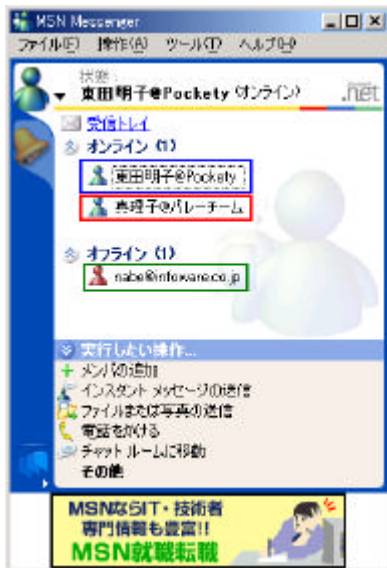 MSN Messenger
ファイル(F) 操作(A) ツール(T) ヘルプ(H)
状態:
東田明子@Pockety (オンライン)
.net
受信トレイ
オンライン (1)
東田明子@Pockety
真理子@バレーチーム
オフライン (1)
nabe@infoware.co.jp
実行したい操作...
メンバの追加
インスタント メッセージの送信
ファイルまたは写真の送信
電話をかける
チャット ルームに移動
その他
MSNならIT・技術者
専門情報も豊富!!
MSN就職転職